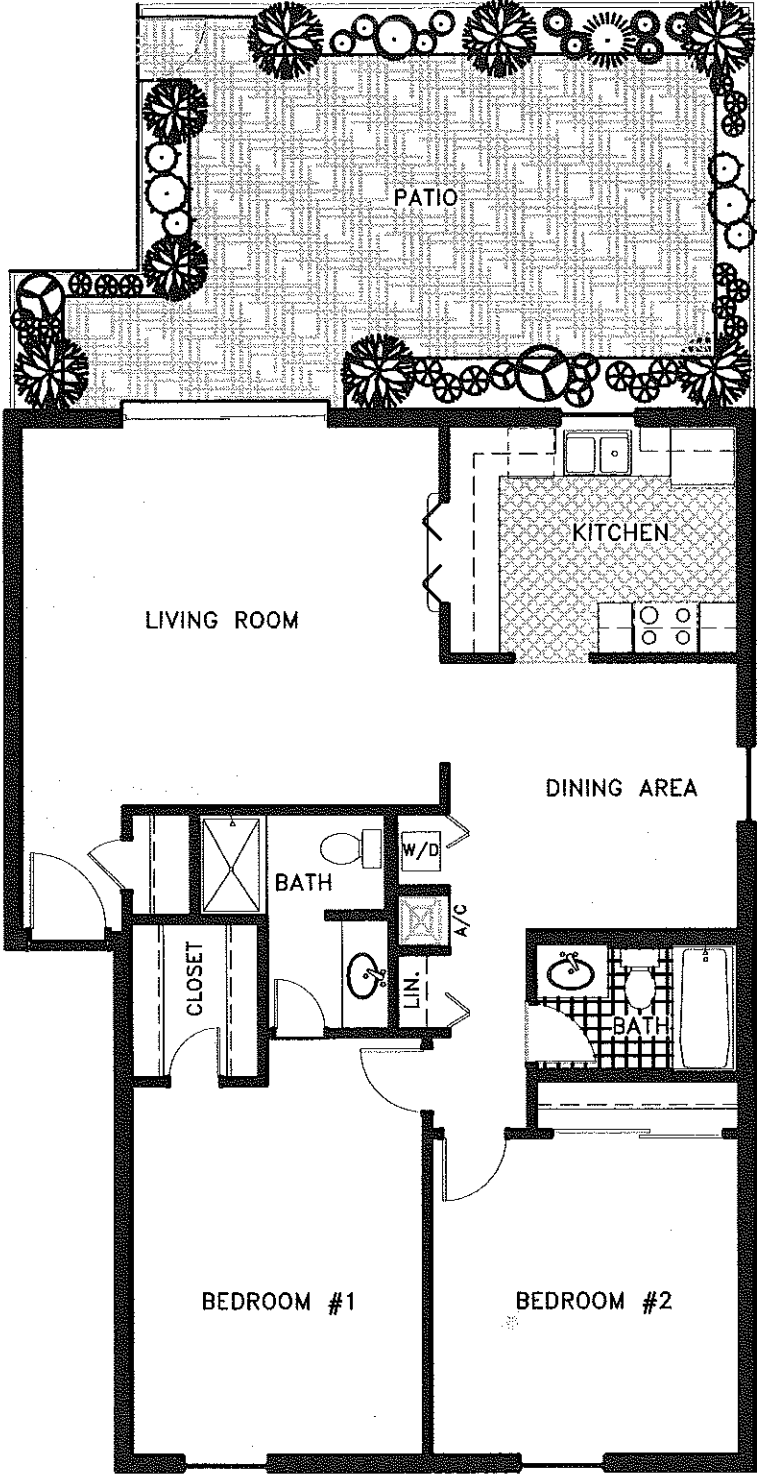 PATIO
KITCHEN
LIVING ROOM
DINING AREA
W/D
BATH
A/C
CLOSET
LIN.
BATH
BEDROOM #1
BEDROOM #2